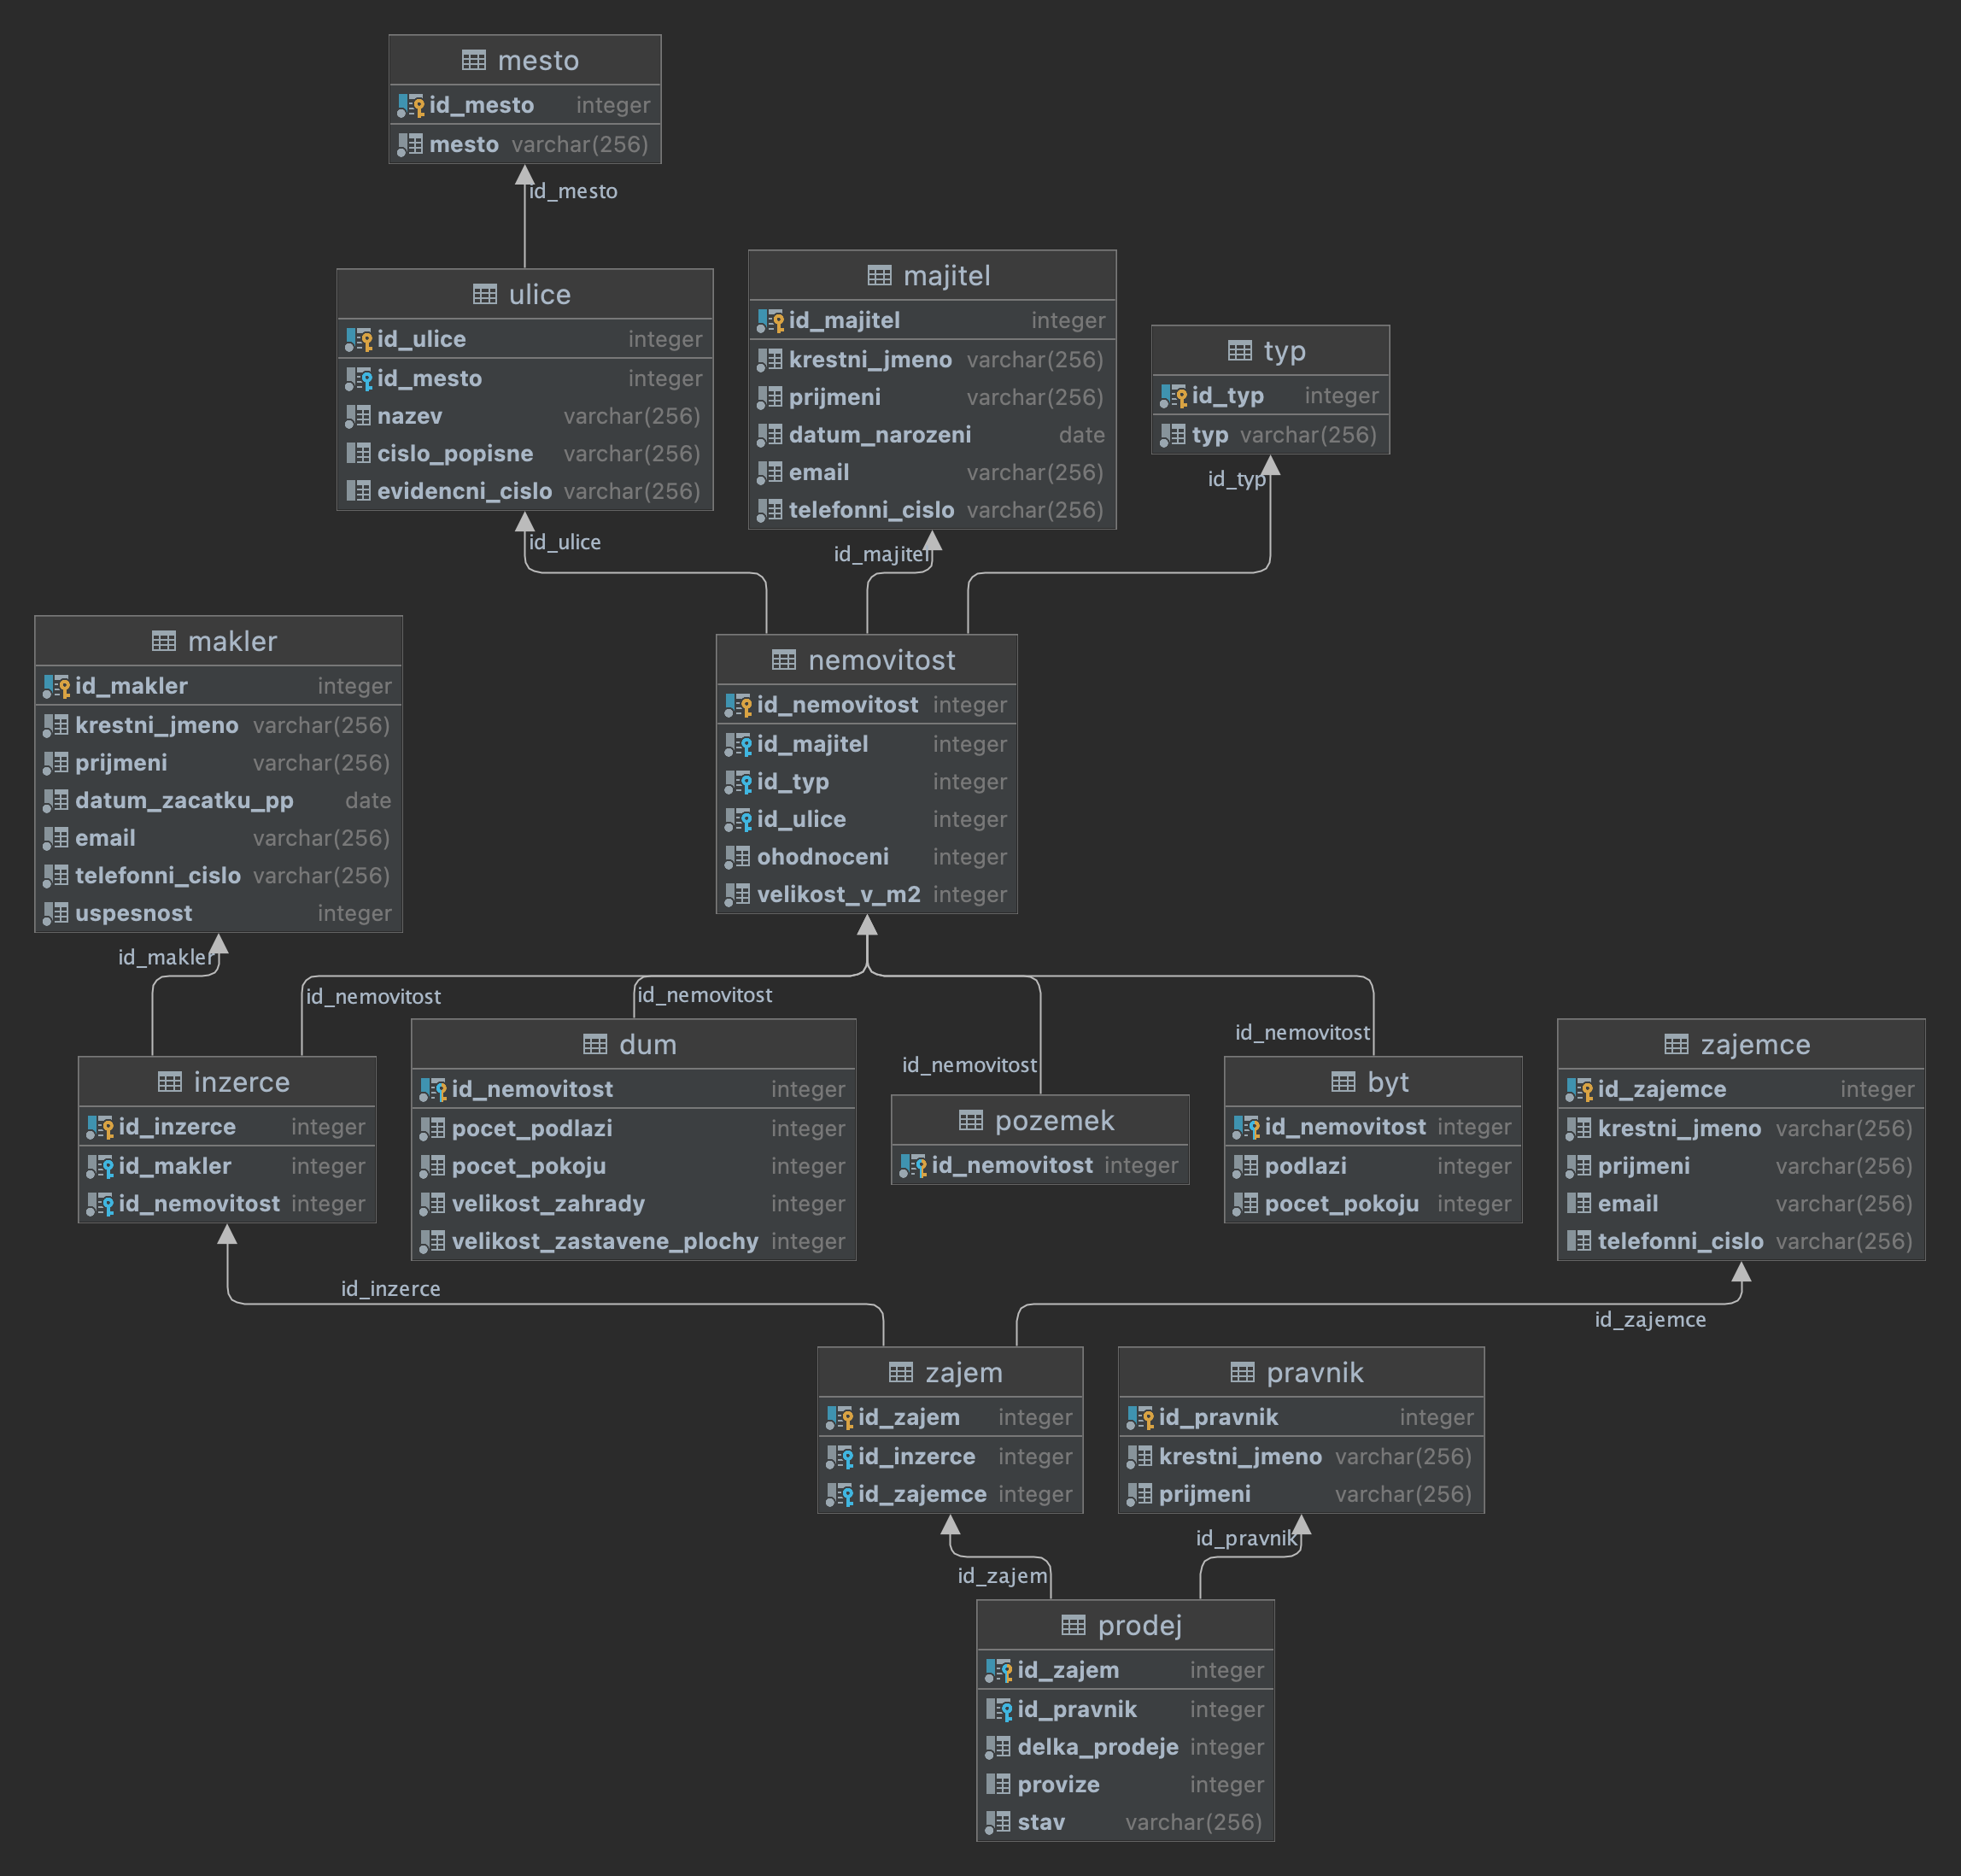 mesto
id_mesto integer
mesto varchar(256)
id_mesto
ulice
id_ulice integer
id_mesto integer
nazev varchar(256)
cislo_popisne varchar(256)
evidencni_cislo varchar(256)
majitel
id_majitel integer
krestni_jmeno varchar(256)
prijmeni varchar(256)
datum_narozeni date
email varchar(256)
telefonni_cislo varchar(256)
typ
id_typ integer
typ varchar(256)
id_ulice
id_majitel
id_typ
makler
id_makler integer
krestni_jmeno varchar(256)
prijmeni varchar(256)
datum_zacatku_pp date
email varchar(256)
telefonni_cislo varchar(256)
uspesnost integer
nemovitost
id_nemovitost integer
id_majitel integer
id_typ integer
id_ulice integer
ohodnoceni integer
velikost_v_m2 integer
id_makler
id_nemovitost
id_nemovitost
id_nemovitost
id_nemovitost
inzerce
id_inzerce integer
id_makler integer
id_nemovitost integer
dum
id_nemovitost integer
pocet_podlazi integer
pocet_pokoju integer
velikost_zahrady integer
velikost_zastavene_plochy integer
pozemek
id_nemovitost integer
byt
id_nemovitost integer
podlazi integer
pocet_pokoju integer
zajemce
id_zajemce integer
krestni_jmeno varchar(256)
prijmeni varchar(256)
email varchar(256)
telefonni_cislo varchar(256)
id_inzerce
id_zajemce
zajem
id_zajem integer
id_inzerce integer
id_zajemce integer
pravnik
id_pravnik integer
krestni_jmeno varchar(256)
prijmeni varchar(256)
id_zajem
id_pravnik
prodej
id_zajem integer
id_pravnik integer
delka_prodeje integer
provize integer
stav varchar(256)